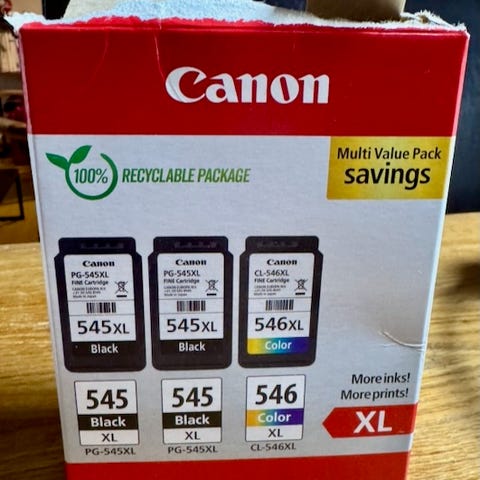 Canon
100% RECYCLABLE PACKAGE
Multi Value Pack
savings
Canon
PG-545XL
FINE Cartridge
545XL
Black
Canon
PG-545XL
FINE Cartridge
545XL
Black
Canon
CL-546XL
FINE Cartridge
546XL
Color
545
Black
XL
PG-545XL
545
Black
XL
PG-545XL
546
Color
XL
CL-546XL
More inks!
More prints!
XL